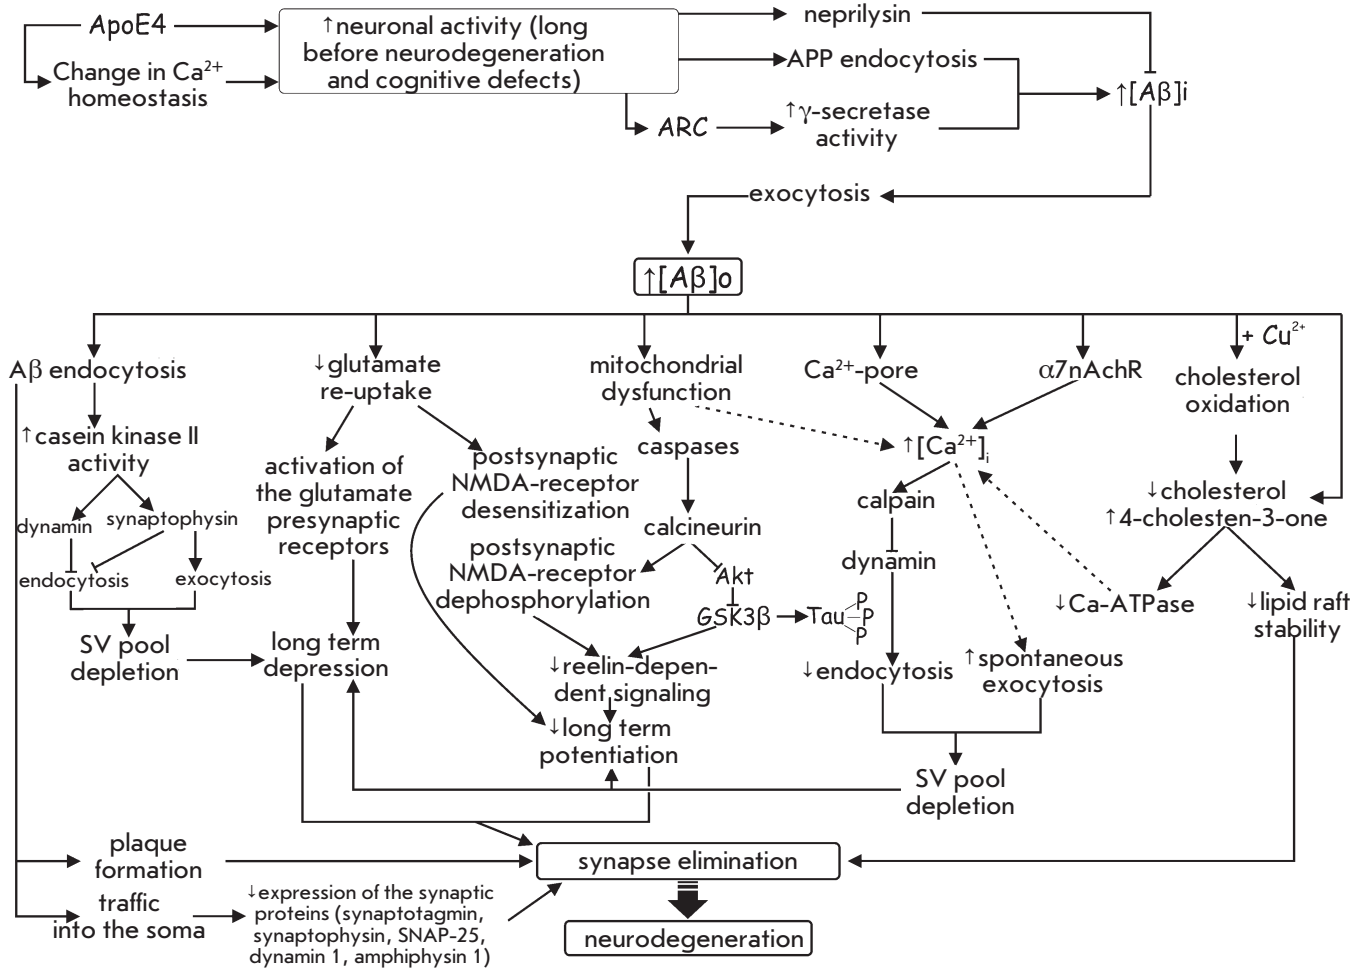 ApoE4
Change in Ca²⁺
homeostasis
↑neuronal activity (long
before neurodegeneration
and cognitive defects)
neprilysin
APP endocytosis
ARC
↑γ-secretase
activity
↑[Aβ]i
exocytosis
↑[Aβ]o
Aβ endocytosis
↑casein kinase II
activity
dynamin
synaptophysin
endocytosis
exocytosis
SV pool
depletion
↓glutamate
re-uptake
activation of
the glutamate
presynaptic
receptors
long term
depression
postsynaptic
NMDA-receptor
desensitization
mitochondrial
dysfunction
caspases
calcineurin
postsynaptic
NMDA-receptor
dephosphorylation
Akt
GSK3β
Tau
P
P
P
↓reelin-depen-
dent signaling
↓long term
potentiation
Ca²⁺-pore
α7nAchR
↑[Ca²⁺]i
calpain
dynamin
↓endocytosis
↑spontaneous
exocytosis
SV pool
depletion
+ Cu²⁺
cholesterol
oxidation
↓cholesterol
↑4-cholesten-3-one
↓Ca-ATPase
↓lipid raft
stability
plaque
formation
traffic
into the soma
↓expression of the synaptic
proteins (synaptotagmin,
synaptophysin, SNAP-25,
dynamin 1, amphiphysin 1)
synapse elimination
neurodegeneration